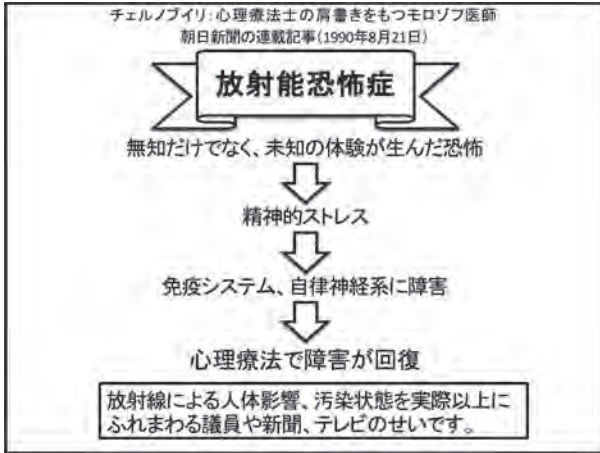 チェルノブイリ:心理療法士の肩書きをもつモロゾフ医師
朝日新聞の連載記事(1990年8月21日)
放射能恐怖症
無知だけでなく、未知の体験が生んだ恐怖
精神的ストレス
免疫システム、自律神経系に障害
心理療法で障害が回復
放射線による人体影響、汚染状態を実際以上に
ふれまわる議員や新聞、テレビのせいです。